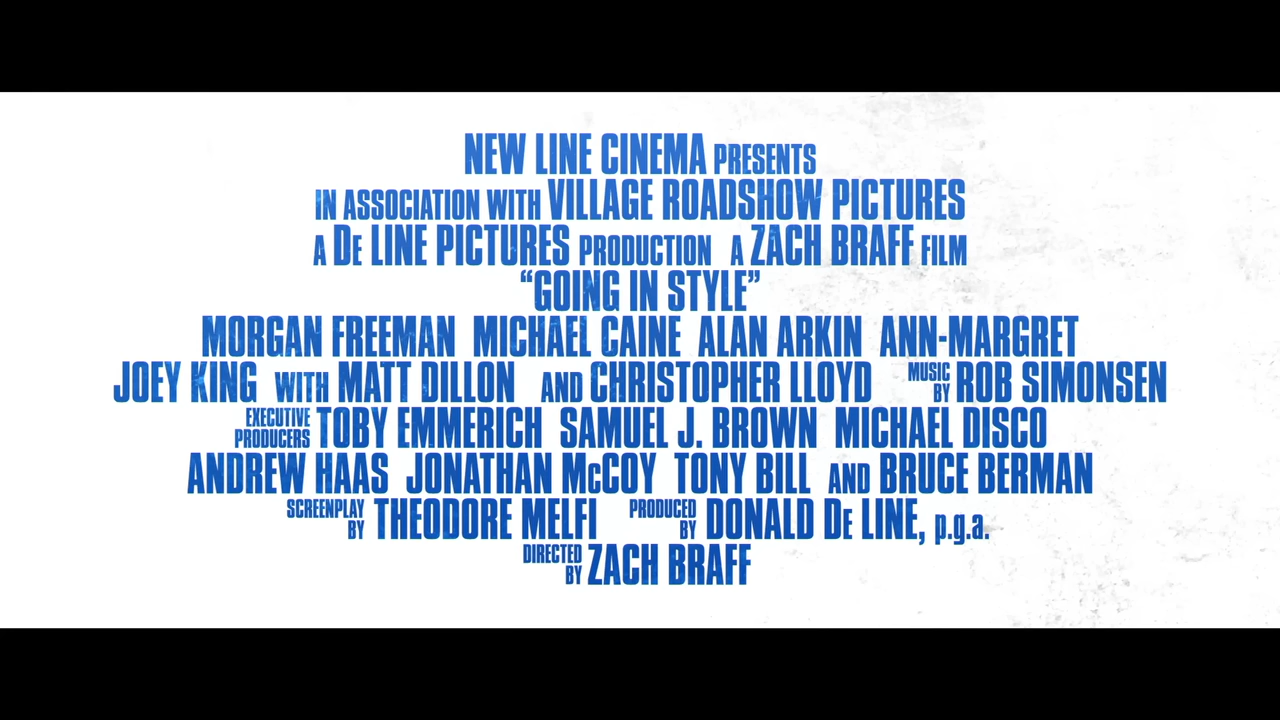 NEW LINE CINEMA PRESENTS
IN ASSOCIATION WITH VILLAGE ROADSHOW PICTURES
A DE LINE PICTURES PRODUCTION A ZACH BRAFF FILM
“GOING IN STYLE”
MORGAN FREEMAN MICHAEL CAINE ALAN ARKIN ANN-MARGRET
JOEY KING WITH MATT DILLON AND CHRISTOPHER LLOYD MUSIC BY ROB SIMONSEN
EXECUTIVE PRODUCERS TOBY EMMERICH SAMUEL J. BROWN MICHAEL DISCO
ANDREW HAAS JONATHAN McCOY TONY BILL AND BRUCE BERMAN
SCREENPLAY BY THEODORE MELFI PRODUCED BY DONALD DE LINE, p.g.a.
DIRECTED BY ZACH BRAFF